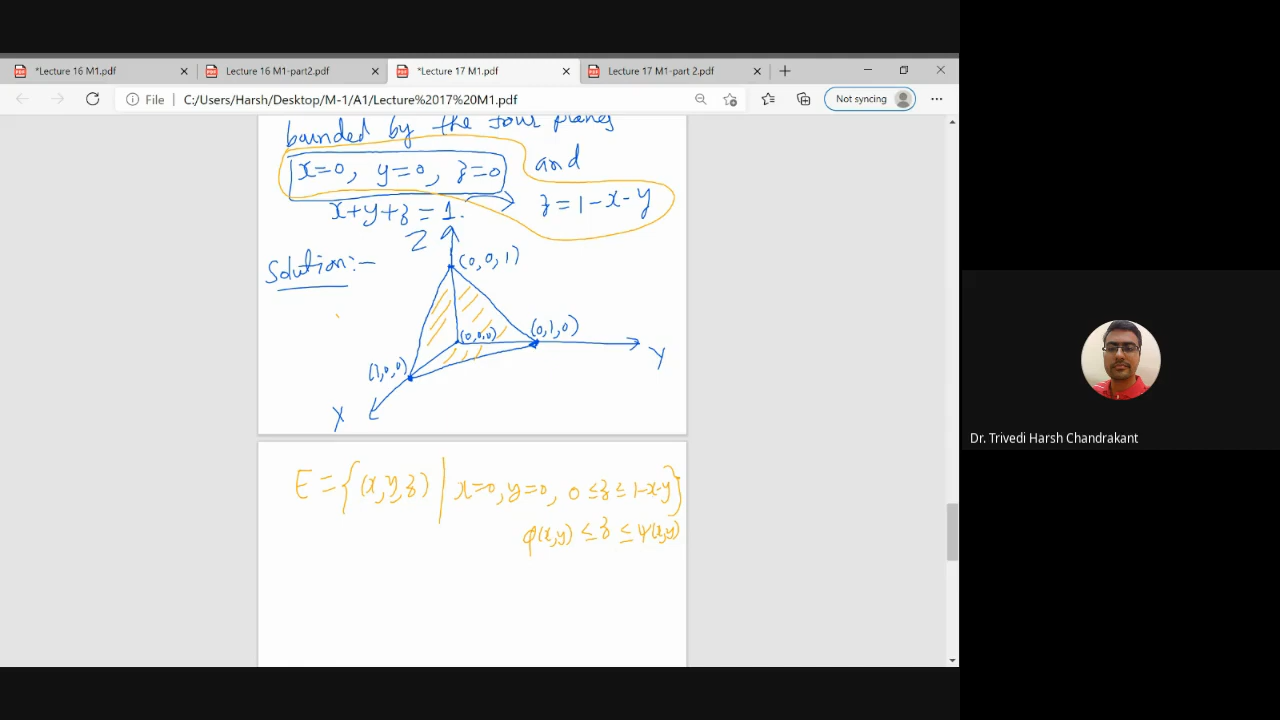 *Lecture 16 M1.pdf
Lecture 16 M1-part2.pdf
*Lecture 17 M1.pdf
Lecture 17 M1-part 2.pdf
File
C:/Users/Harsh/Desktop/M-1/A1/Lecture%2017%20M1.pdf
Not syncing
bounded by the four planes
x=0, y=0, z=0 and
x+y+z=1. z=1-x-y
Z
Solution:-
(0,0,1)
(0,0,0)
(0,1,0)
Y
(1,0,0)
X
E = {(x,y,z) | x=0, y=0, 0 ≤ z ≤ 1-x-y}
φ(x,y) ≤ z ≤ ψ(x,y)
Dr. Trivedi Harsh Chandrakant